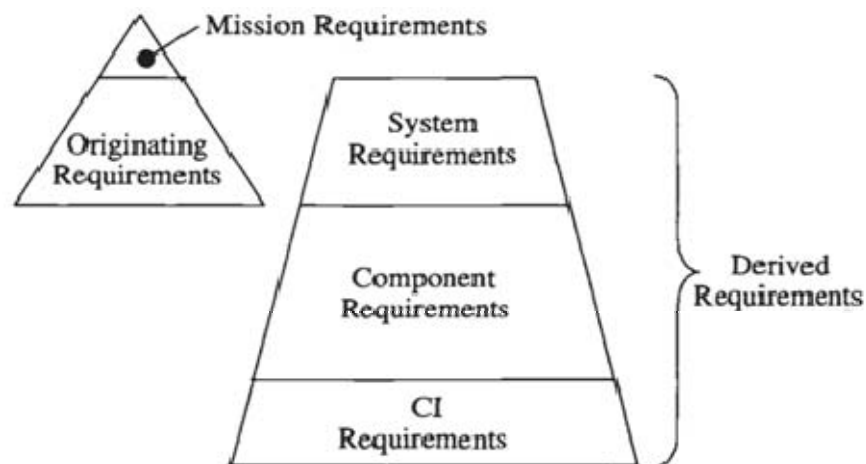 Mission Requirements
Originating
Requirements
System
Requirements
Component
Requirements
CI
Requirements
Derived
Requirements